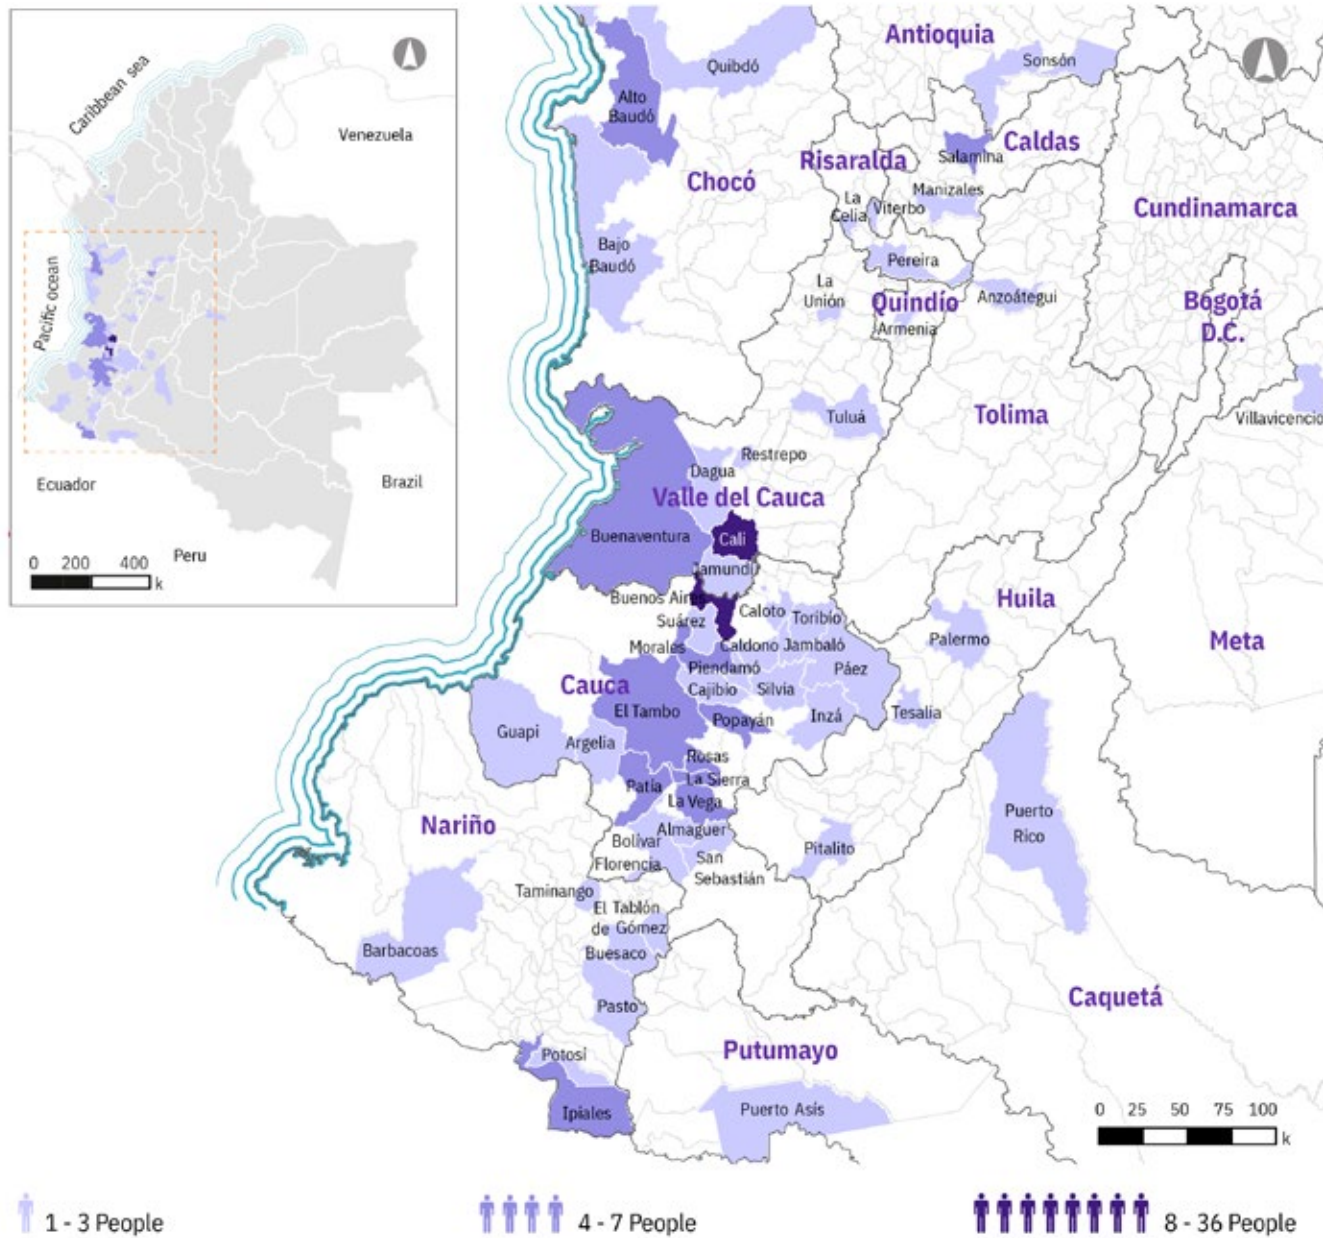 Caribbean sea
Venezuela
Pacific ocean
Ecuador
Brazil
Peru
0 200 400
k
Antioquia
Quibdó
Sonsón
Alto
Baudó
Chocó
Risaralda
Salamina
Caldas
La
Celia
Viterbo
Manizales
Cundinamarca
Bajo
Baudó
Pereira
La
Unión
Quindío
Armenia
Anzoátegui
Bogotá
D.C.
Tuluá
Tolima
Villavicencio
Restrepo
Dagua
Valle del Cauca
Buenaventura
Cali
Jamundí
Buenos Aires
Suárez
Caloto
Toribío
Huila
Morales
Caldono
Jambaló
Palermo
Meta
Piendamó
Páez
Cauca
Cajibío
Silvia
El Tambo
Popayán
Inzá
Tesalia
Guapi
Argelia
Rosas
La Sierra
Patía
La Vega
Puerto
Rico
Nariño
Almaguer
Bolívar
Florencia
San
Sebastián
Pitalito
Taminango
El Tablón
de Gómez
Barbacoas
Buesaco
Pasto
Caquetá
Potosí
Putumayo
Ipiales
Puerto Asís
0 25 50 75 100
k
1 - 3 People
4 - 7 People
8 - 36 People